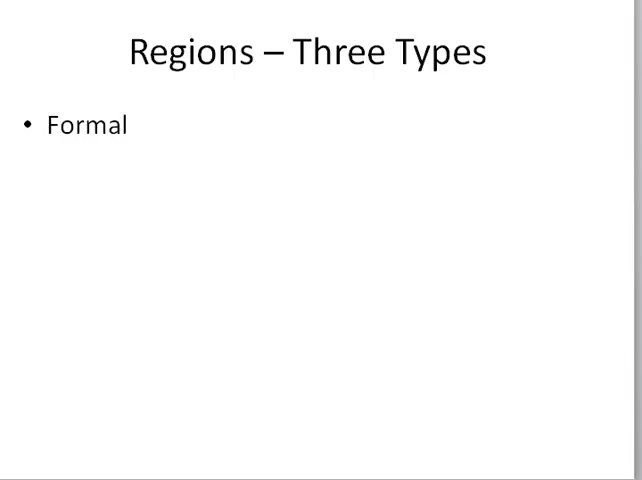 Regions – Three Types
• Formal